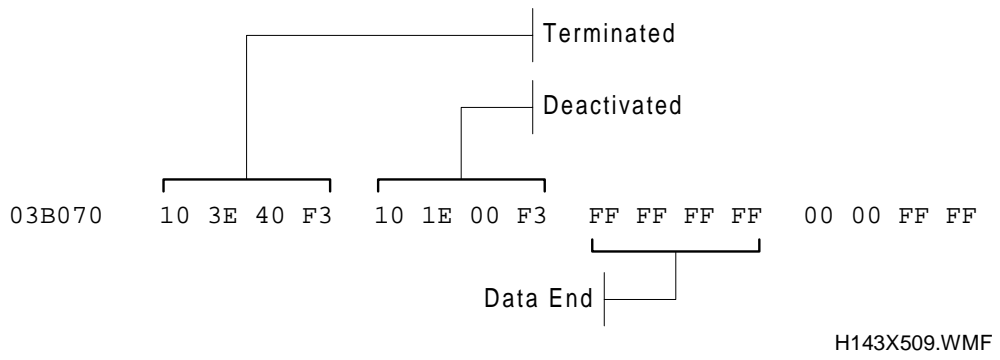 Terminated
Deactivated
03B070 10 3E 40 F3 10 1E 00 F3 FF FF FF FF 00 00 FF FF
Data End
H143X509.WMF